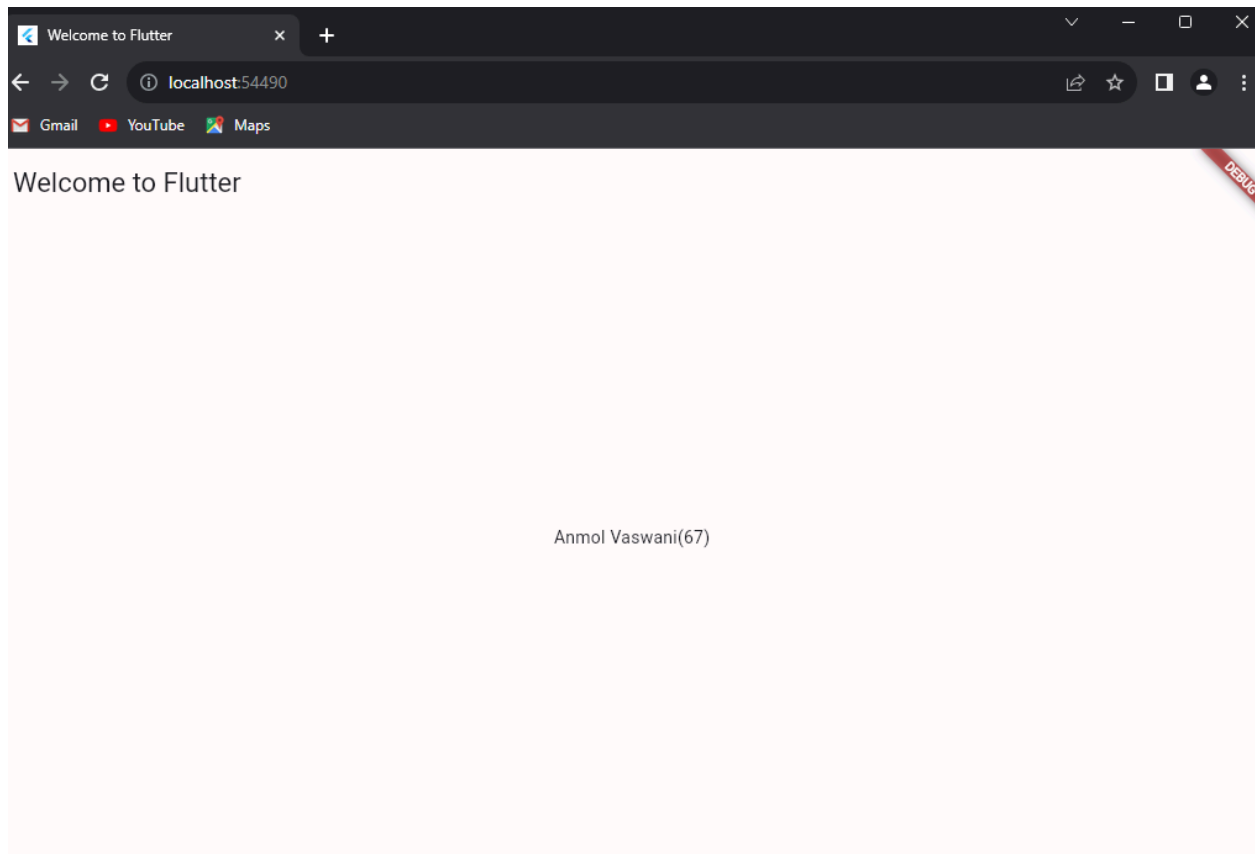 Welcome to Flutter
localhost:54490
Gmail YouTube Maps
Welcome to Flutter
DEBUG
Anmol Vaswani(67)